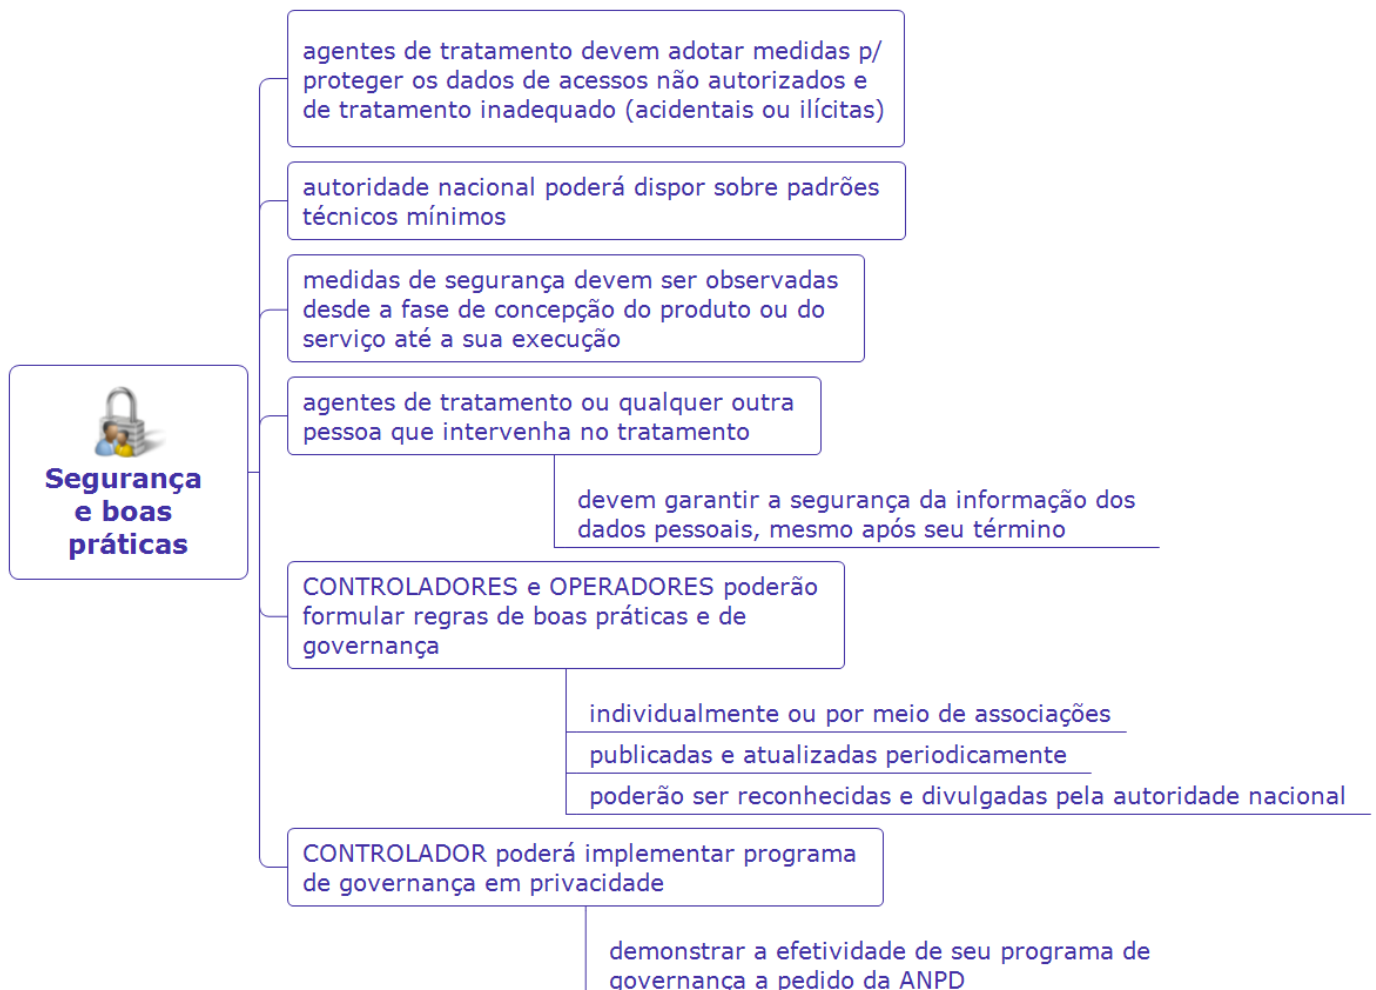 agentes de tratamento devem adotar medidas p/
proteger os dados de acessos não autorizados e
de tratamento inadequado (acidentais ou ilícitas)
autoridade nacional poderá dispor sobre padrões
técnicos mínimos
medidas de segurança devem ser observadas
desde a fase de concepção do produto ou do
serviço até a sua execução
agentes de tratamento ou qualquer outra
pessoa que intervenha no tratamento
devem garantir a segurança da informação dos
dados pessoais, mesmo após seu término
Segurança
e boas
práticas
CONTROLADORES e OPERADORES poderão
formular regras de boas práticas e de
governança
individualmente ou por meio de associações
publicadas e atualizadas periodicamente
poderão ser reconhecidas e divulgadas pela autoridade nacional
CONTROLADOR poderá implementar programa
de governança em privacidade
demonstrar a efetividade de seu programa de
governança a pedido da ANPD